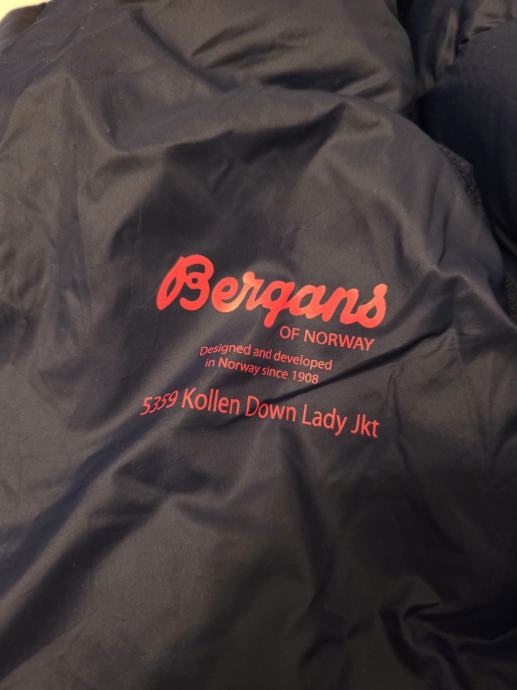 Bergans
OF NORWAY
Designed and developed
in Norway since 1908
5359 Kollen Down Lady Jkt